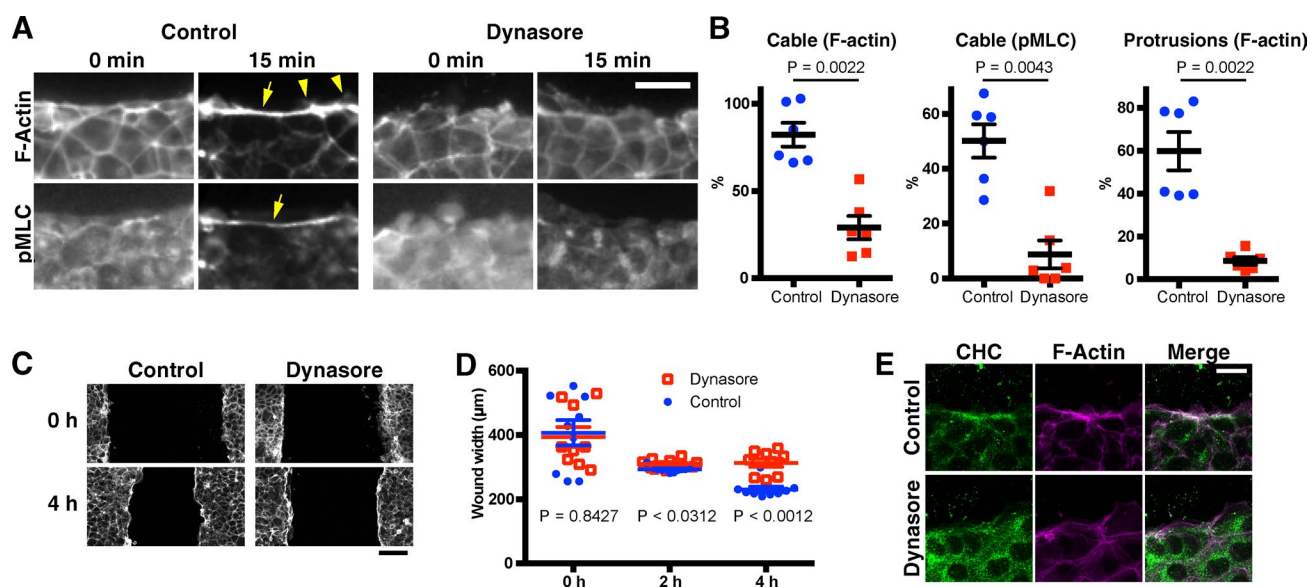 A
Control
Dynasore
0 min
15 min
0 min
15 min
F-Actin
pMLC
B
Cable (F-actin)
Cable (pMLC)
Protrusions (F-actin)
P = 0.0022
P = 0.0043
P = 0.0022
%
100
50
0
Control
Dynasore
%
60
40
20
0
Control
Dynasore
%
80
60
40
20
0
Control
Dynasore
C
Control
Dynasore
0 h
4 h
D
Wound width (µm)
600
400
200
0
Dynasore
Control
P = 0.8427
P < 0.0312
P < 0.0012
0 h
2 h
4 h
E
CHC
F-Actin
Merge
Control
Dynasore